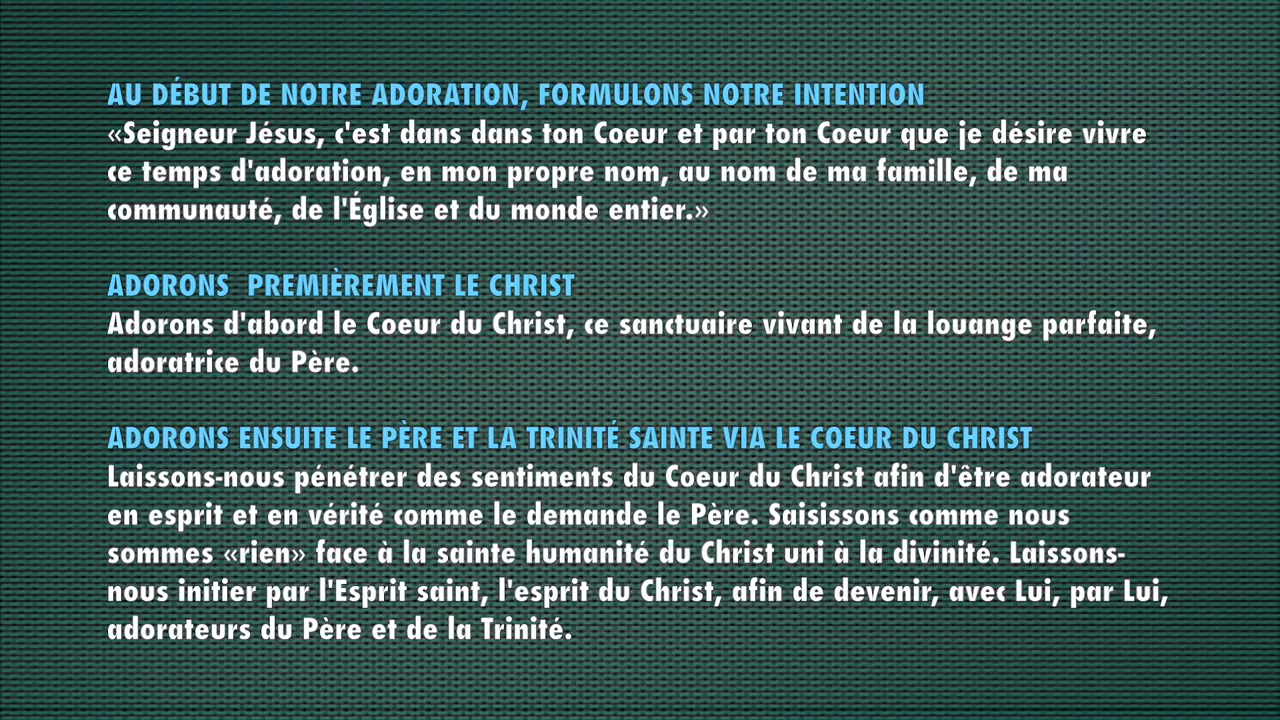 AU DÉBUT DE NOTRE ADORATION, FORMULONS NOTRE INTENTION
«Seigneur Jésus, c'est dans dans ton Coeur et par ton Coeur que je désire vivre
ce temps d'adoration, en mon propre nom, au nom de ma famille, de ma
communauté, de l'Église et du monde entier.»
ADORONS  PREMIÈREMENT LE CHRIST
Adorons d'abord le Coeur du Christ, ce sanctuaire vivant de la louange parfaite,
adoratrice du Père.
ADORONS ENSUITE LE PÈRE ET LA TRINITÉ SAINTE VIA LE COEUR DU CHRIST
Laissons-nous pénétrer des sentiments du Coeur du Christ afin d'être adorateur
en esprit et en vérité comme le demande le Père. Saisissons comme nous
sommes «rien» face à la sainte humanité du Christ uni à la divinité. Laissons-
nous initier par l'Esprit saint, l'esprit du Christ, afin de devenir, avec Lui, par Lui,
adorateurs du Père et de la Trinité.